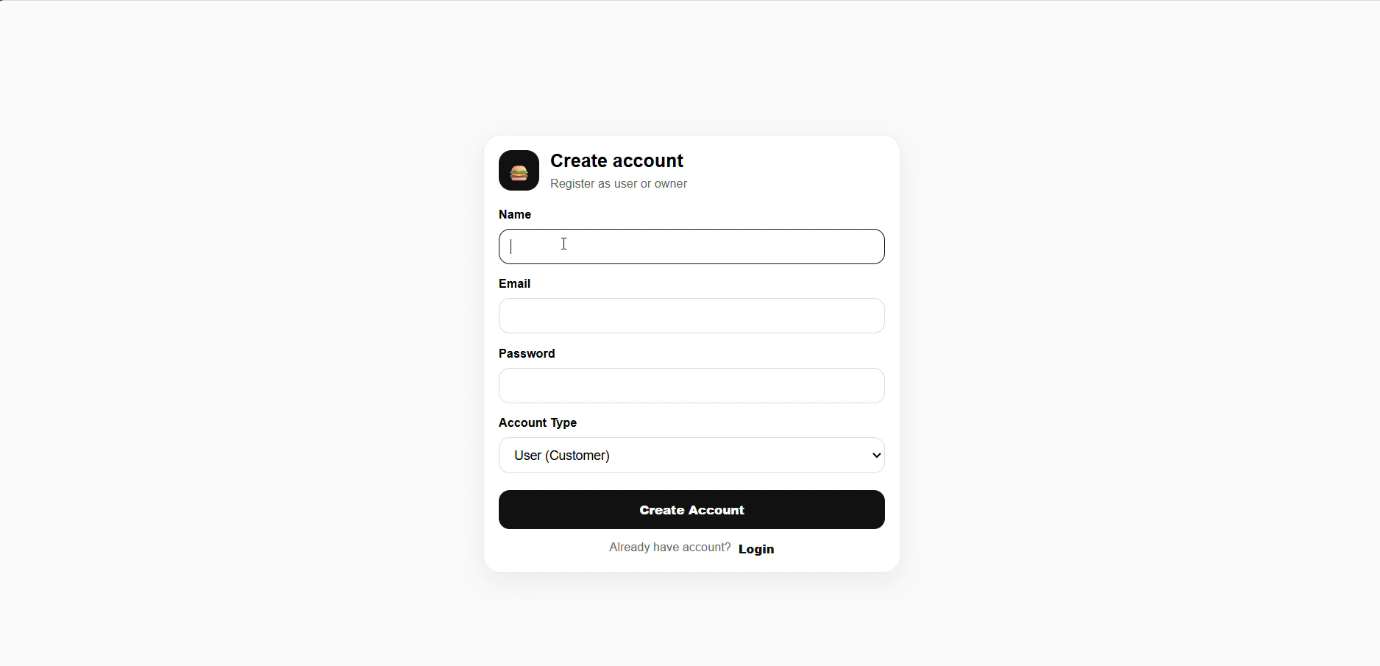 Create account
Register as user or owner
Name
Email
Password
Account Type
User (Customer)
Create Account
Already have account? Login